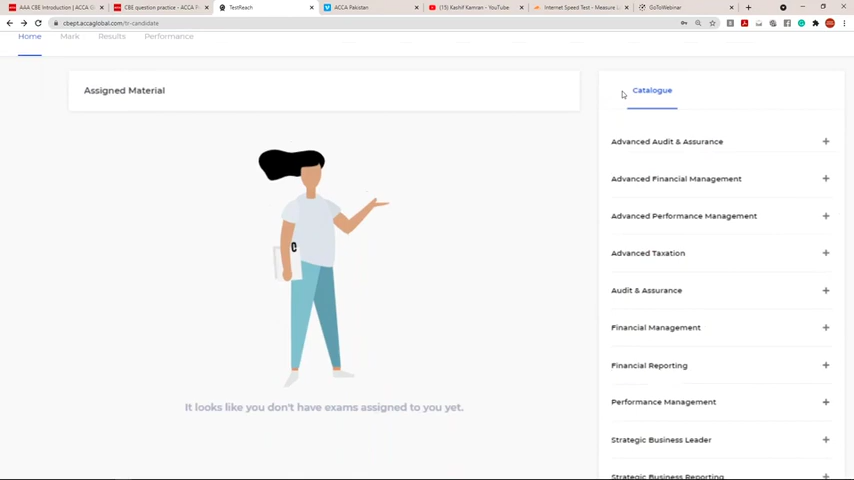 AAA CBE Introduction | ACCA G
CBE question practice - ACCA P
TestReach
ACCA Pakistan
(15) Kashif Kamran - YouTube
Internet Speed Test - Measure L
GoToWebinar
cbept.accaglobal.com/tr-candidate
Home
Mark
Results
Performance
Assigned Material
Catalogue
Advanced Audit & Assurance
Advanced Financial Management
Advanced Performance Management
Advanced Taxation
Audit & Assurance
Financial Management
Financial Reporting
Performance Management
Strategic Business Leader
Strategic Business Reporting
It looks like you don't have exams assigned to you yet.